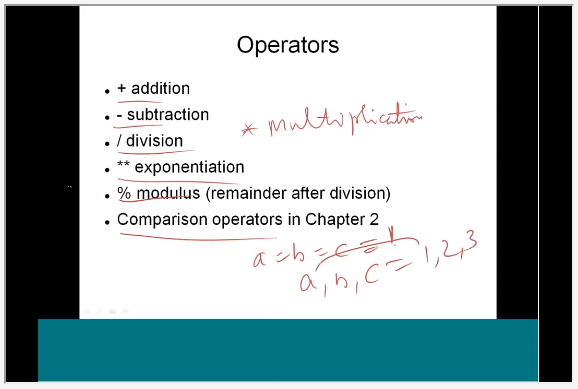 Operators
• + addition
• - subtraction
* multiplication
• / division
• ** exponentiation
• % modulus (remainder after division)
• Comparison operators in Chapter 2
a = b = c = 1
a, b, c = 1, 2, 3